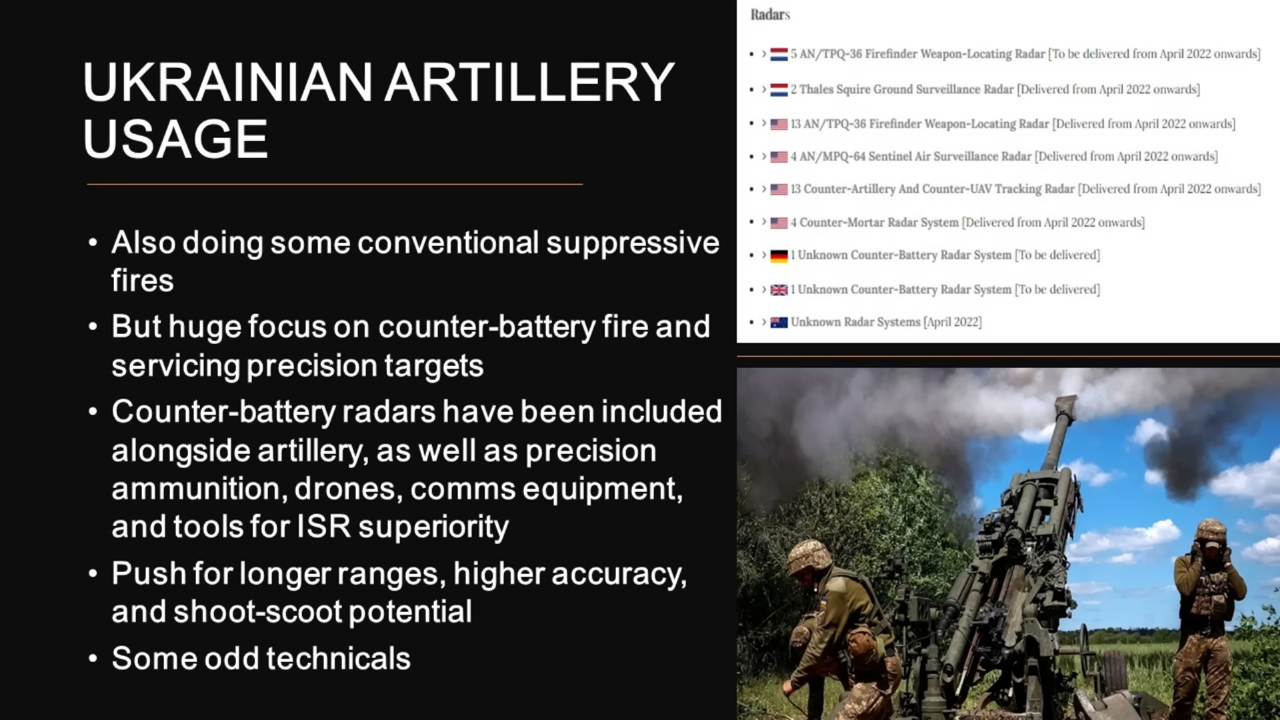 UKRAINIAN ARTILLERY
USAGE
• Also doing some conventional suppressive
fires
• But huge focus on counter-battery fire and
servicing precision targets
• Counter-battery radars have been included
alongside artillery, as well as precision
ammunition, drones, comms equipment,
and tools for ISR superiority
• Push for longer ranges, higher accuracy,
and shoot-scoot potential
• Some odd technicals
Radars
• › 5 AN/TPQ-36 Firefinder Weapon-Locating Radar [To be delivered from April 2022 onwards]
• › 2 Thales Squire Ground Surveillance Radar [Delivered from April 2022 onwards]
• › 13 AN/TPQ-36 Firefinder Weapon-Locating Radar [Delivered from April 2022 onwards]
• › 4 AN/MPQ-64 Sentinel Air Surveillance Radar [Delivered from April 2022 onwards]
• › 13 Counter-Artillery And Counter-UAV Tracking Radar [Delivered from April 2022 onwards]
• › 4 Counter-Mortar Radar System [Delivered from April 2022 onwards]
• › 1 Unknown Counter-Battery Radar System [To be delivered]
• › 1 Unknown Counter-Battery Radar System [To be delivered]
• › Unknown Radar Systems [April 2022]